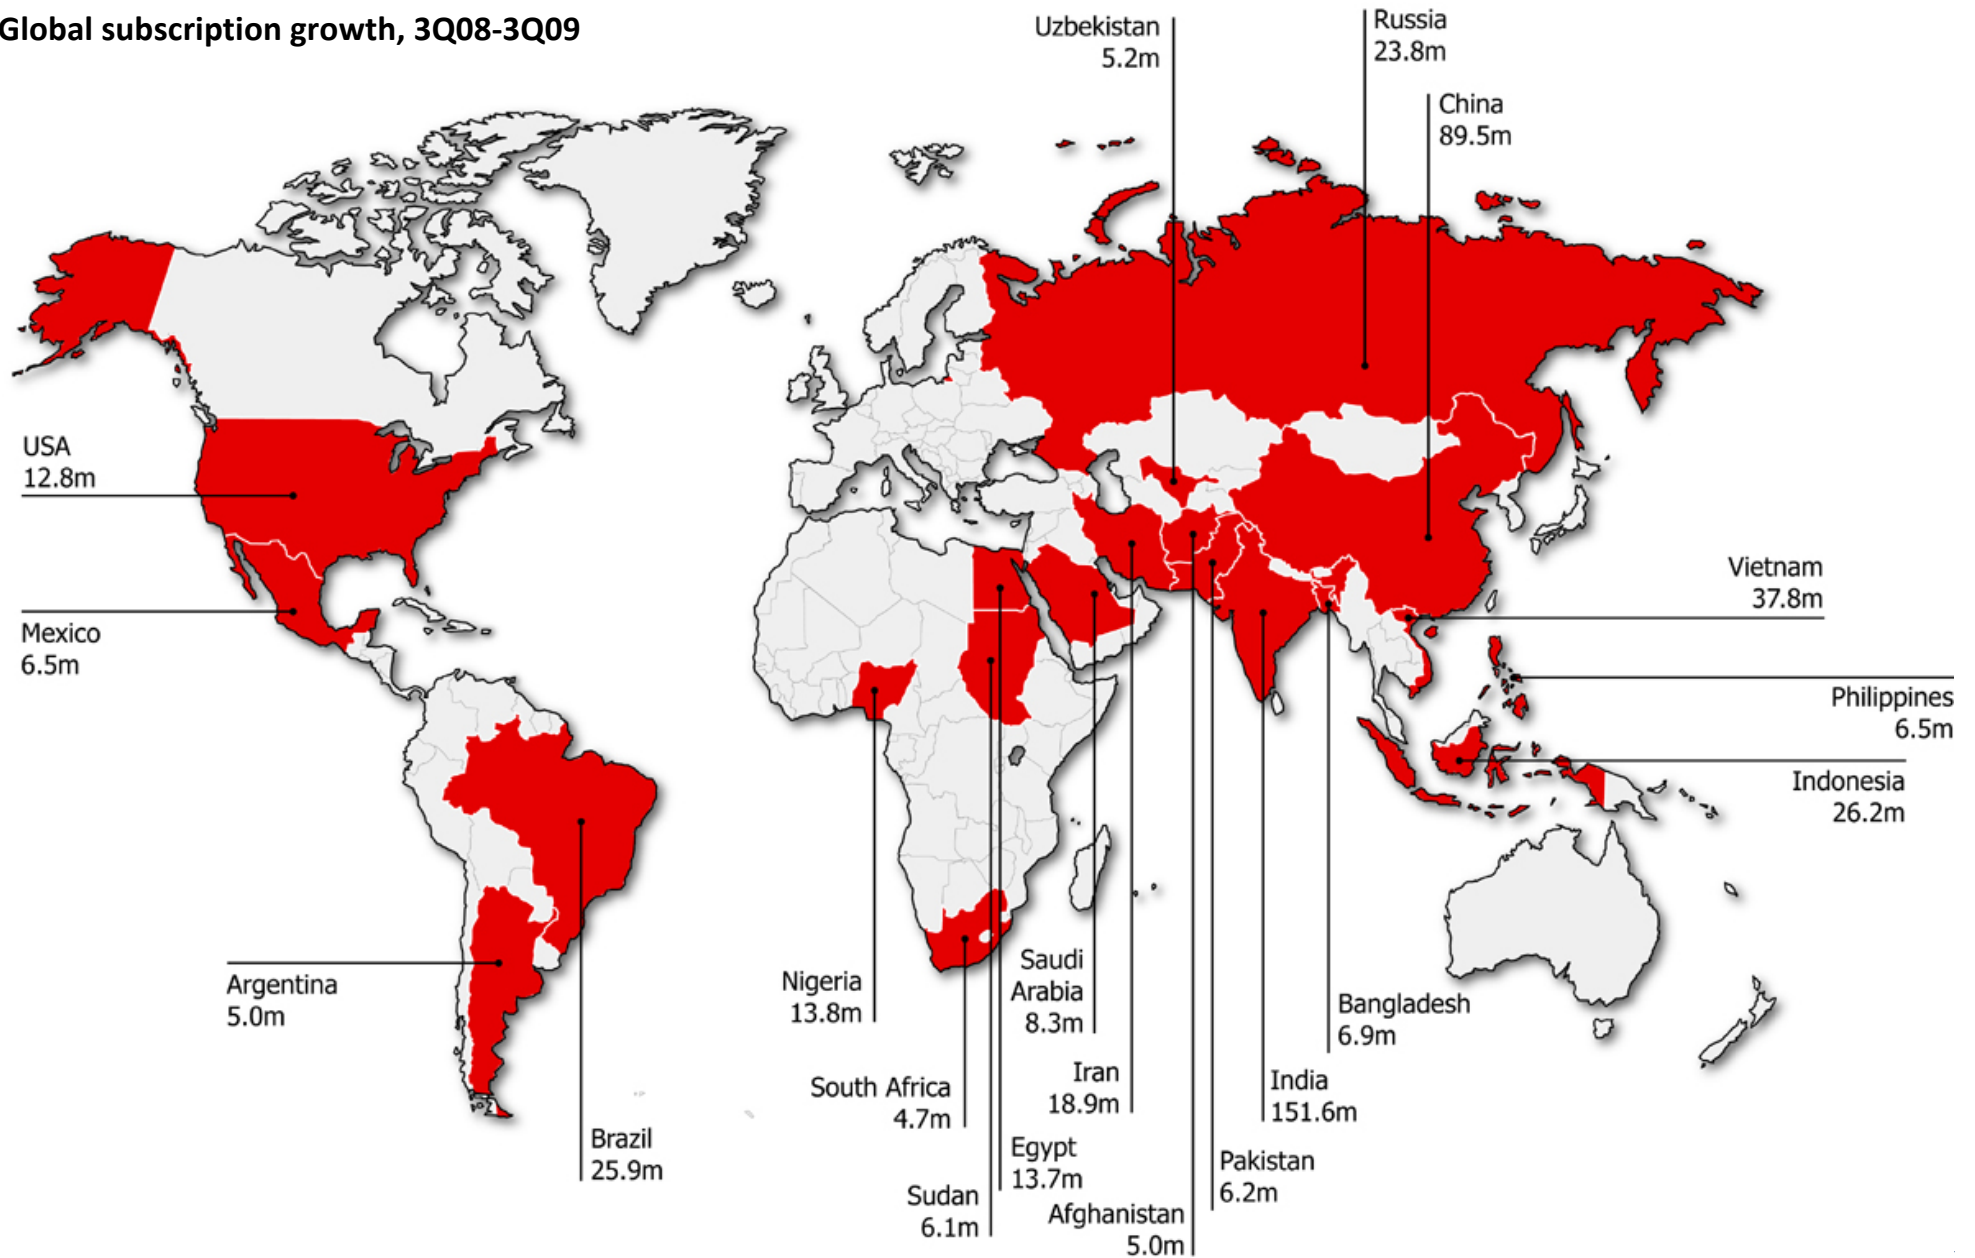 Global subscription growth, 3Q08-3Q09
Uzbekistan
5.2m
Russia
23.8m
China
89.5m
USA
12.8m
Mexico
6.5m
Vietnam
37.8m
Philippines
6.5m
Indonesia
26.2m
Argentina
5.0m
Brazil
25.9m
Nigeria
13.8m
South Africa
4.7m
Sudan
6.1m
Egypt
13.7m
Saudi
Arabia
8.3m
Iran
18.9m
Afghanistan
5.0m
Pakistan
6.2m
India
151.6m
Bangladesh
6.9m